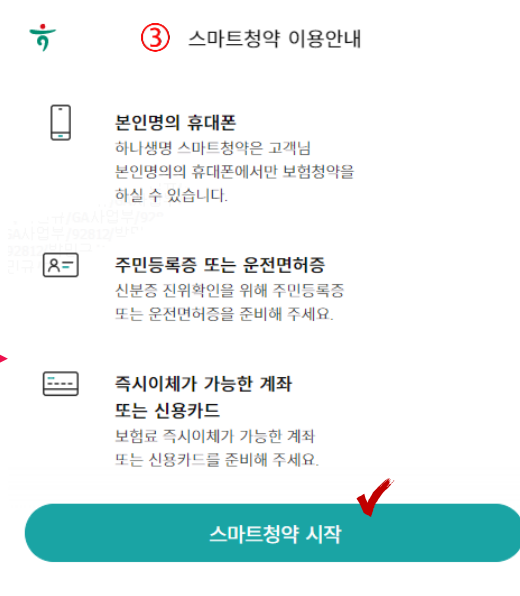 ③ 스마트청약 이용안내
본인명의 휴대폰
하나생명 스마트청약은 고객님
본인명의의 휴대폰에서만 보험청약을
하실 수 있습니다.
주민등록증 또는 운전면허증
신분증 진위확인을 위해 주민등록증
또는 운전면허증을 준비해 주세요.
즉시이체가 가능한 계좌
또는 신용카드
보험료 즉시이체가 가능한 계좌
또는 신용카드를 준비해 주세요.
스마트청약 시작